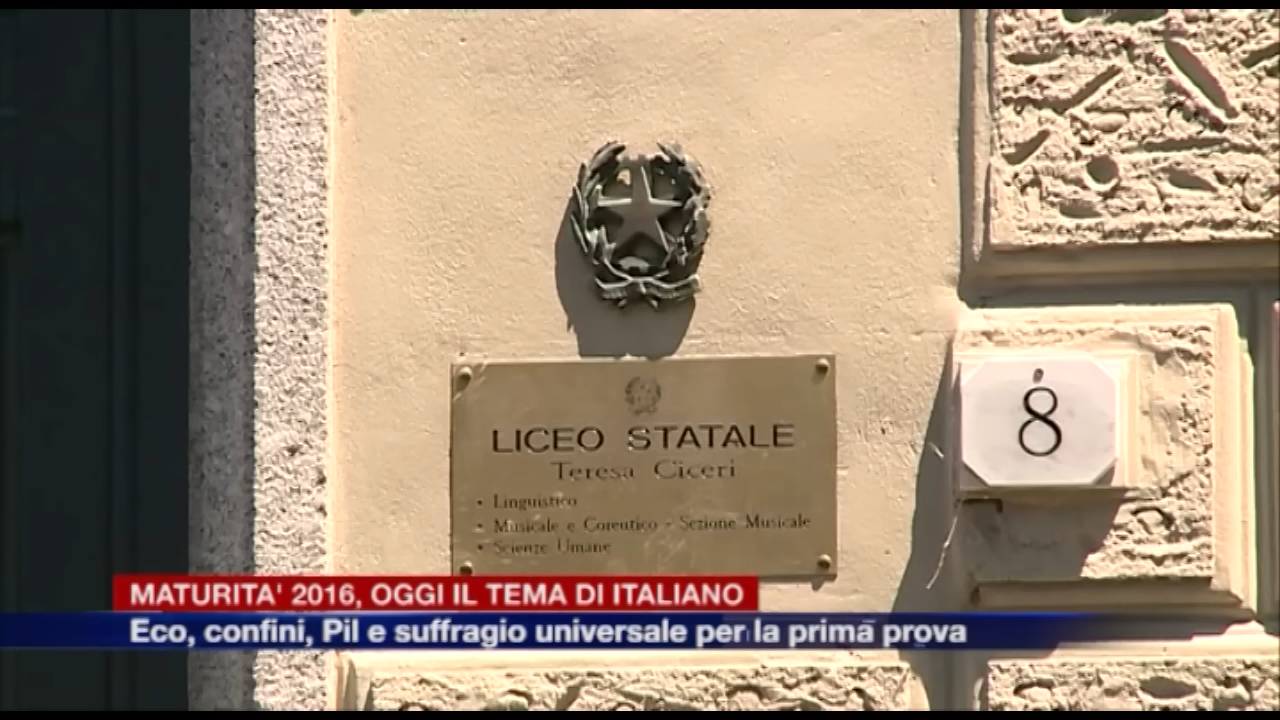 LICEO STATALE
Teresa Ciceri
• Linguistico
• Musicale e Coreutico - Sezione Musicale
• Scienze Umane
8
MATURITA' 2016, OGGI IL TEMA DI ITALIANO
Eco, confini, Pil e suffragio universale per la prima prova